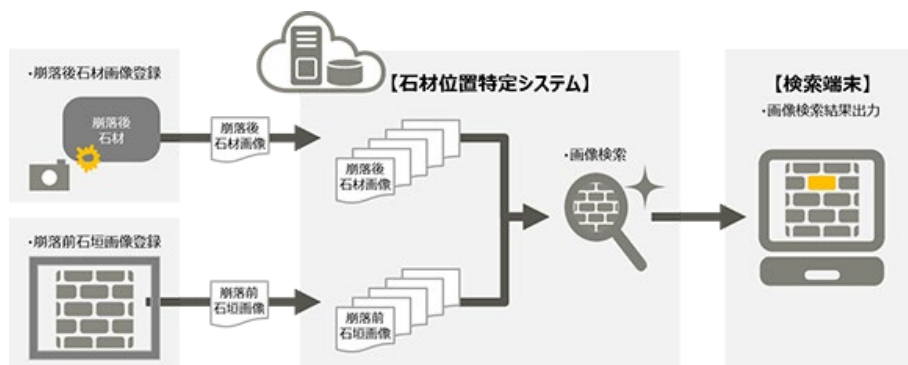 ・崩落後石材画像登録
崩落後
石材
崩落後
石材画像
・崩落前石垣画像登録
崩落前
石垣画像
【石材位置特定システム】
崩落後
石材画像
崩落前
石垣画像
・画像検索
【検索端末】
・画像検索結果出力